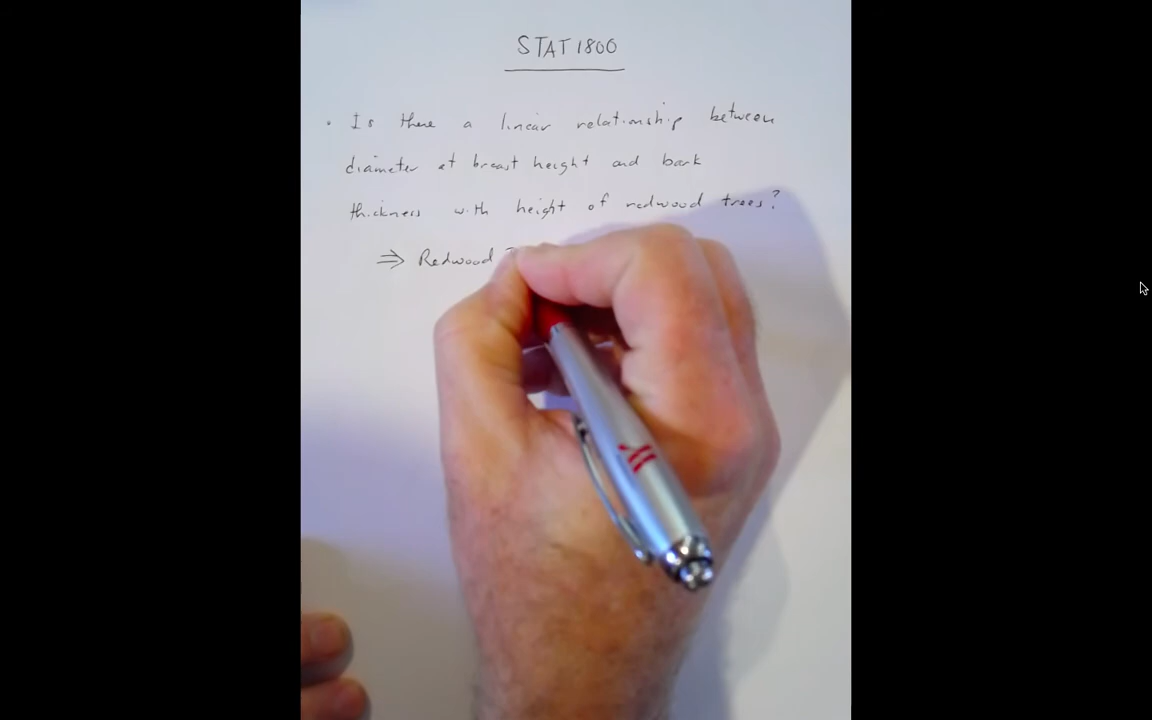 STAT 1800
• Is there a linear relationship between
diameter at breast height and bark
thickness with height of redwood trees?
⇒ Redwood